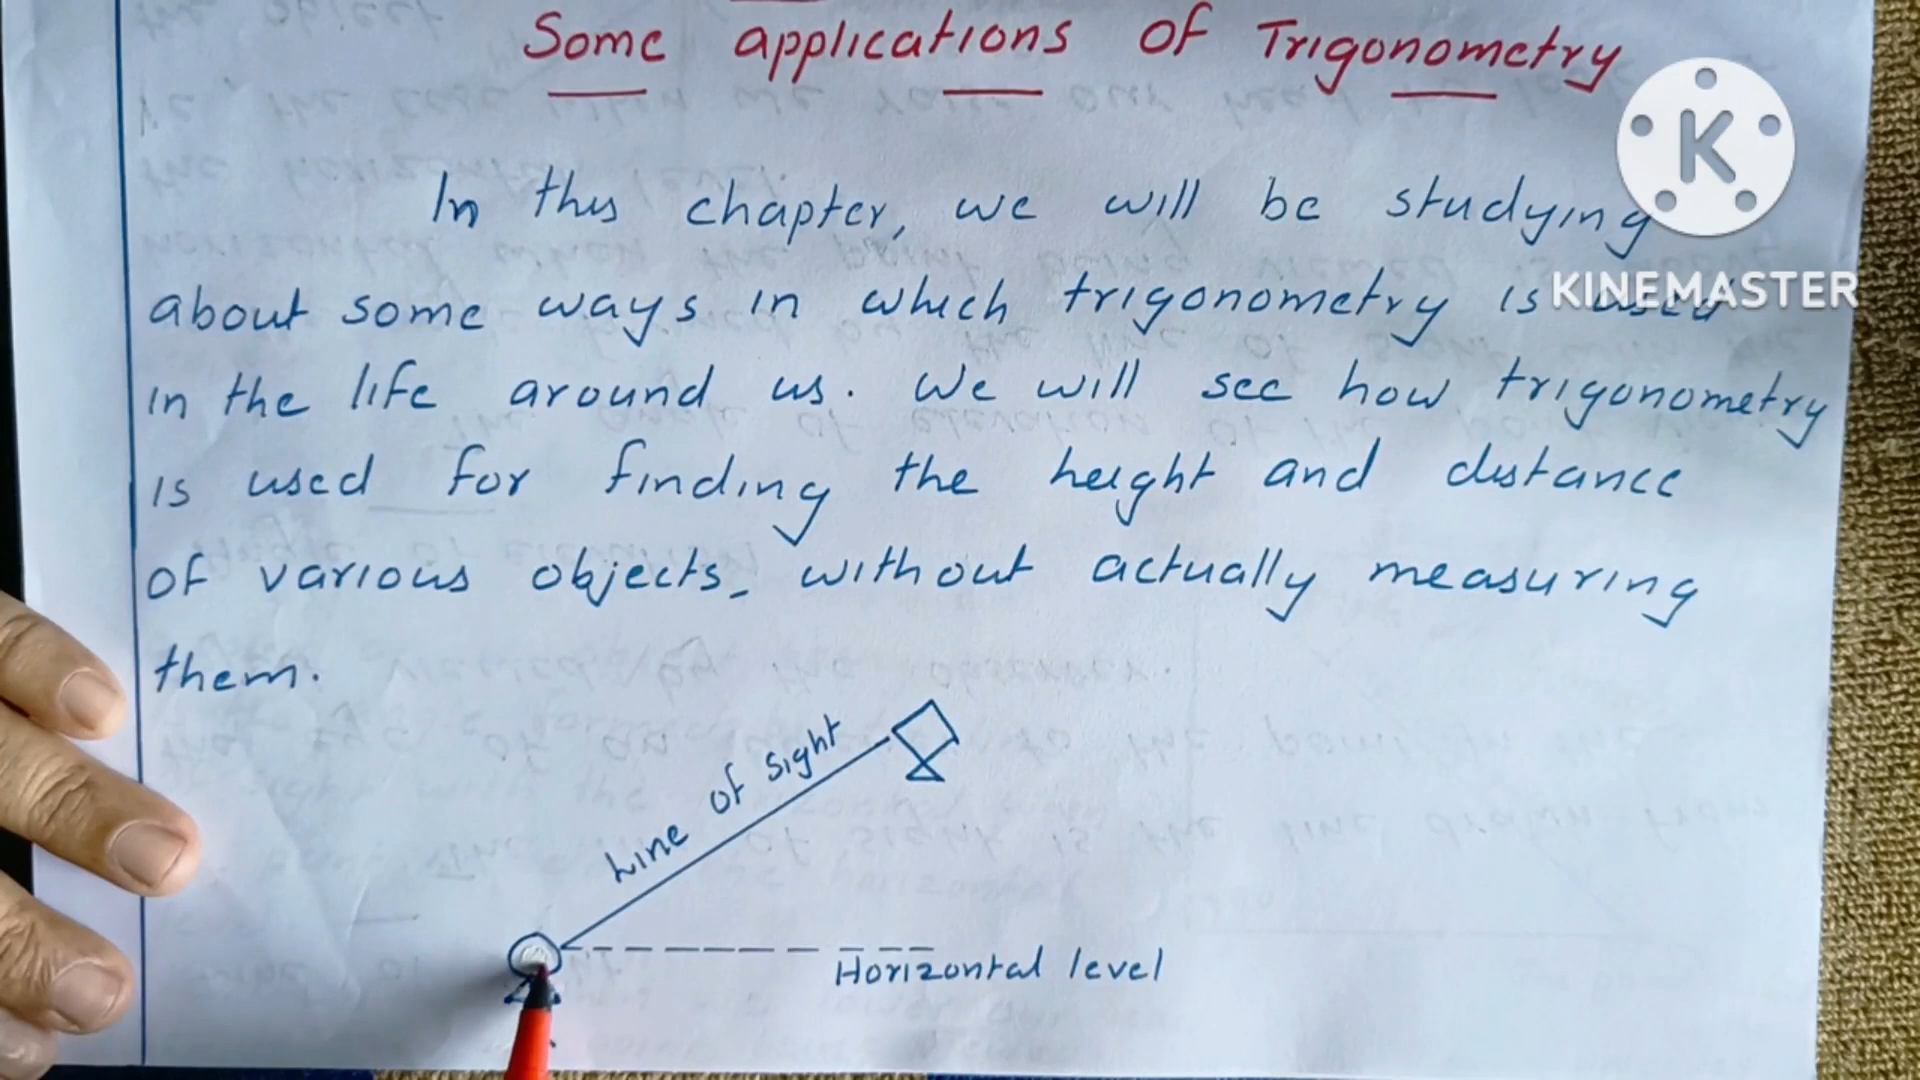 Some applications of Trigonometry
K
KINEMASTER
In this chapter, we will be studying
about some ways in which trigonometry is used
in the life around us. We will see how trigonometry
is used for finding the height and distance
of various objects, without actually measuring
them.
Line of sight
Horizontal level